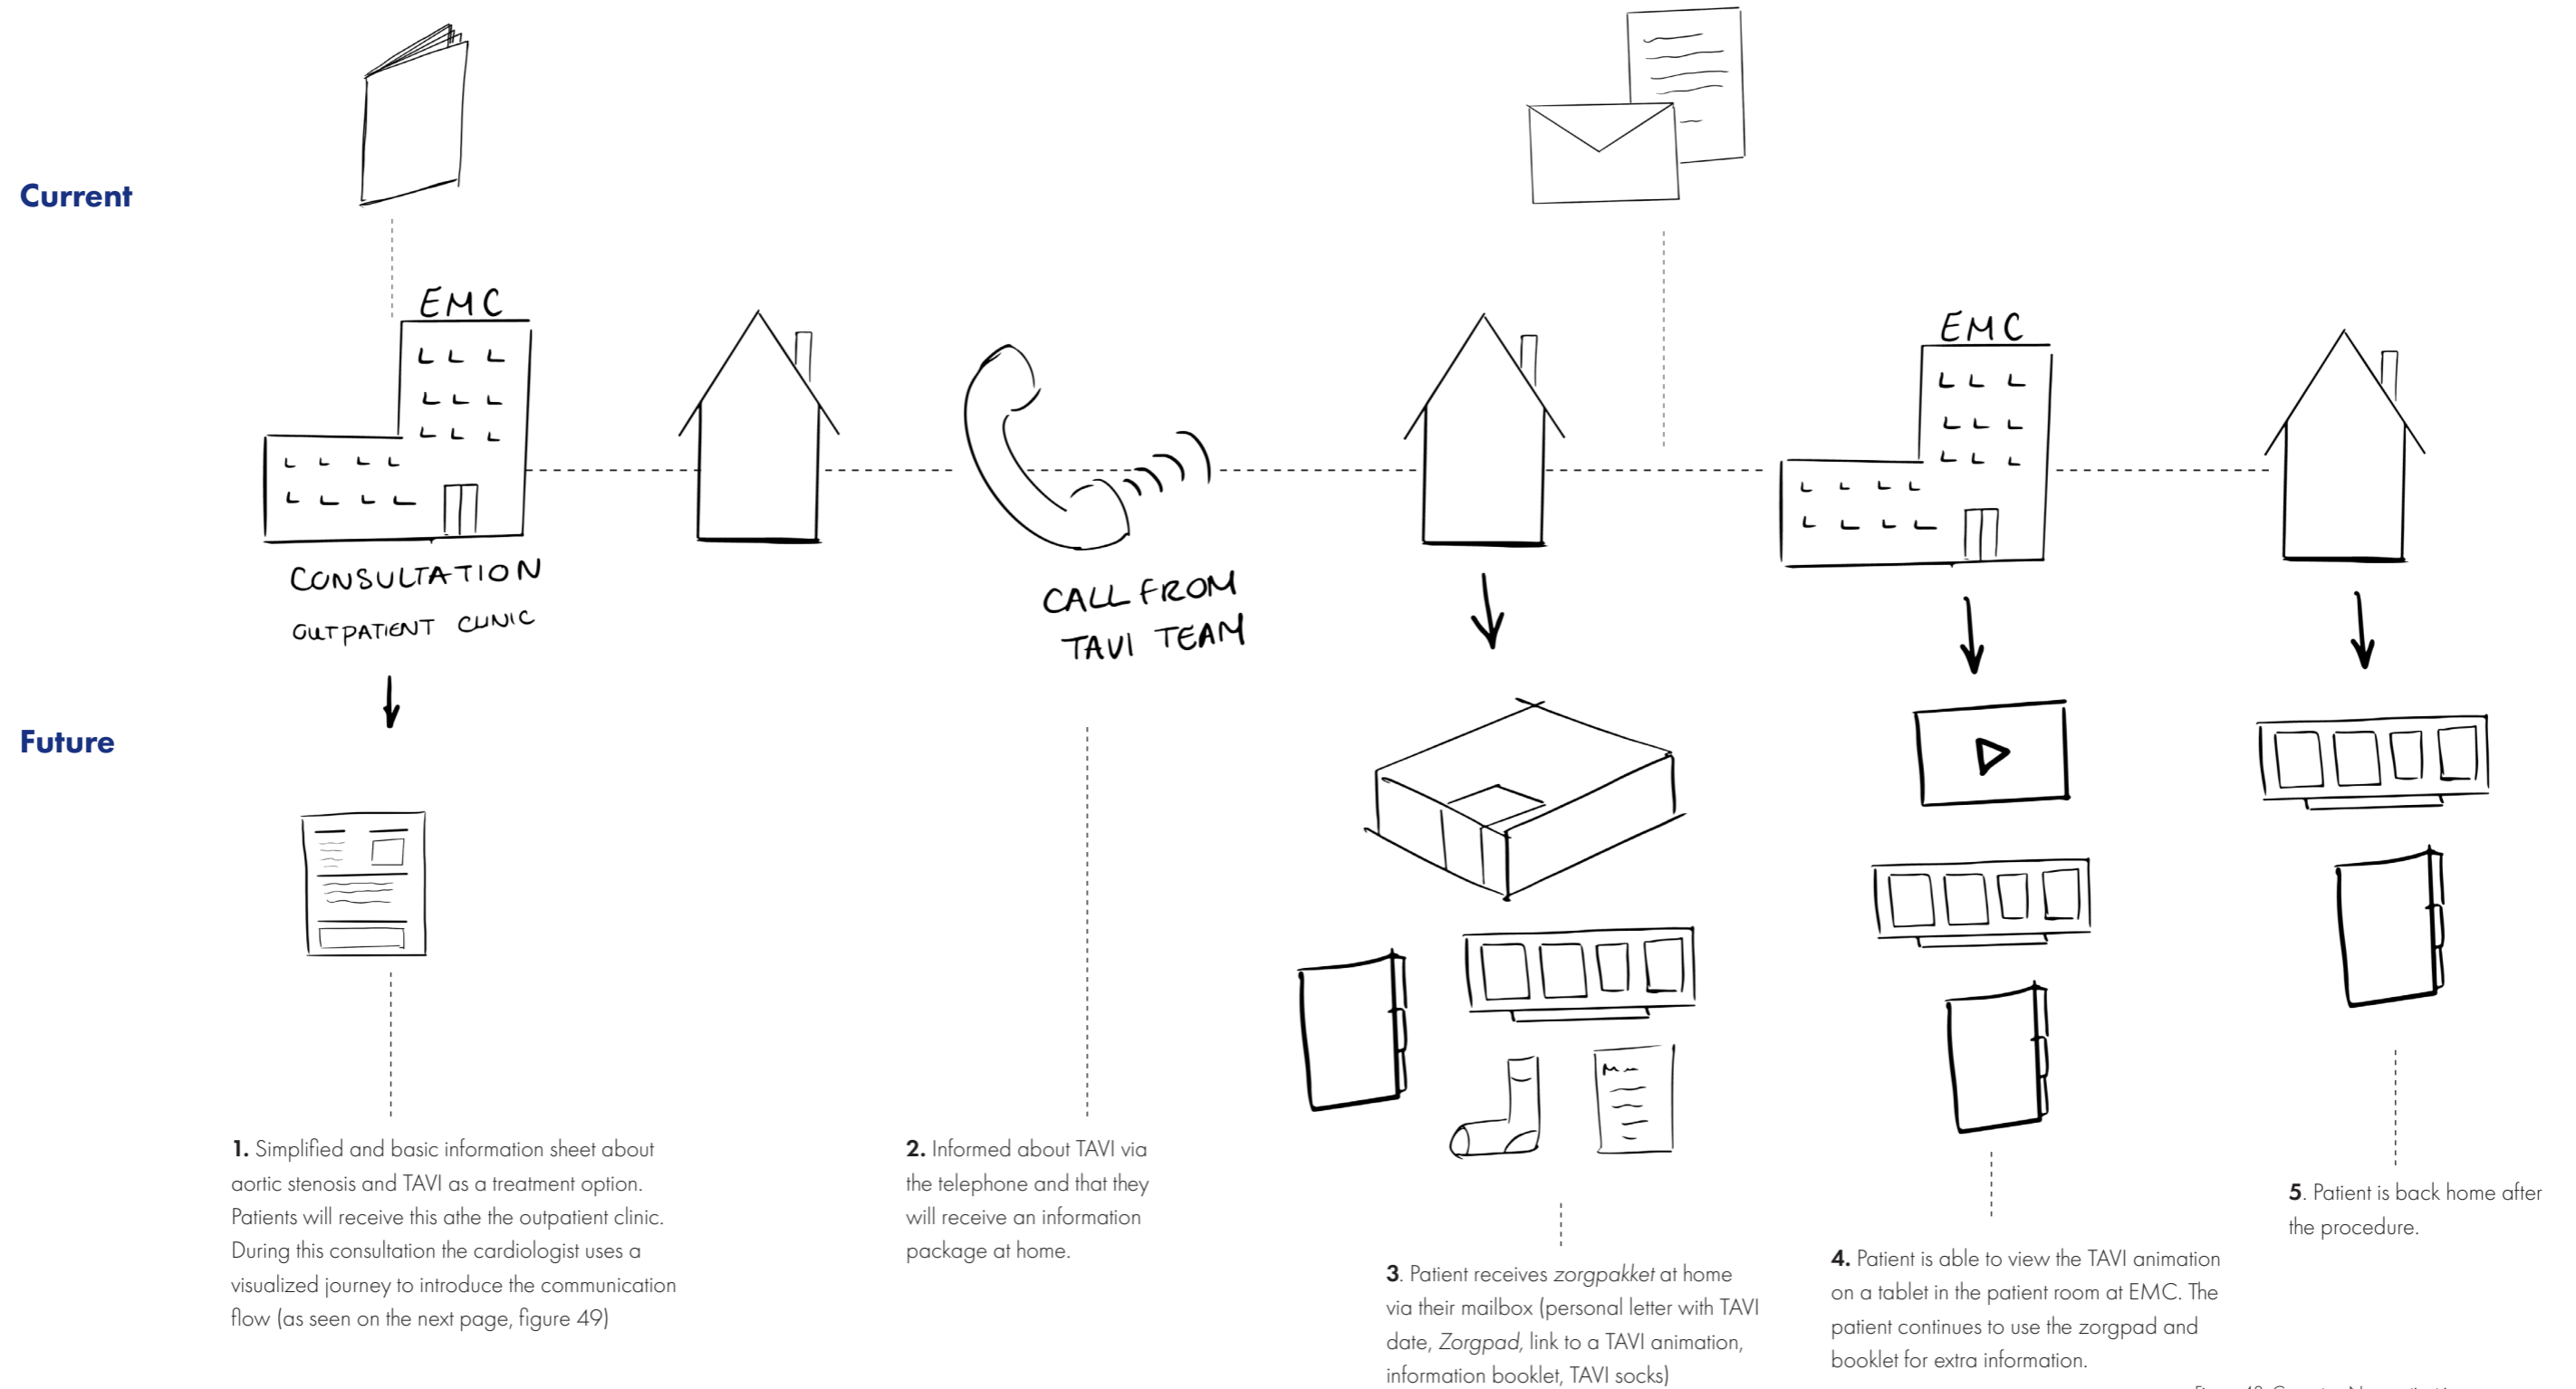 Current
EMC
EMC
CONSULTATION
OUTPATIENT CLINIC
CALL FROM
TAVI TEAM
Future
1. Simplified and basic information sheet about
aortic stenosis and TAVI as a treatment option.
Patients will receive this athe the outpatient clinic.
During this consultation the cardiologist uses a
visualized journey to introduce the communication
flow (as seen on the next page, figure 49)
2. Informed about TAVI via
the telephone and that they
will receive an information
package at home.
3. Patient receives zorgpakket at home
via their mailbox (personal letter with TAVI
date, Zorgpad, link to a TAVI animation,
information booklet, TAVI socks)
4. Patient is able to view the TAVI animation
on a tablet in the patient room at EMC. The
patient continues to use the zorgpad and
booklet for extra information.
5. Patient is back home after
the procedure.